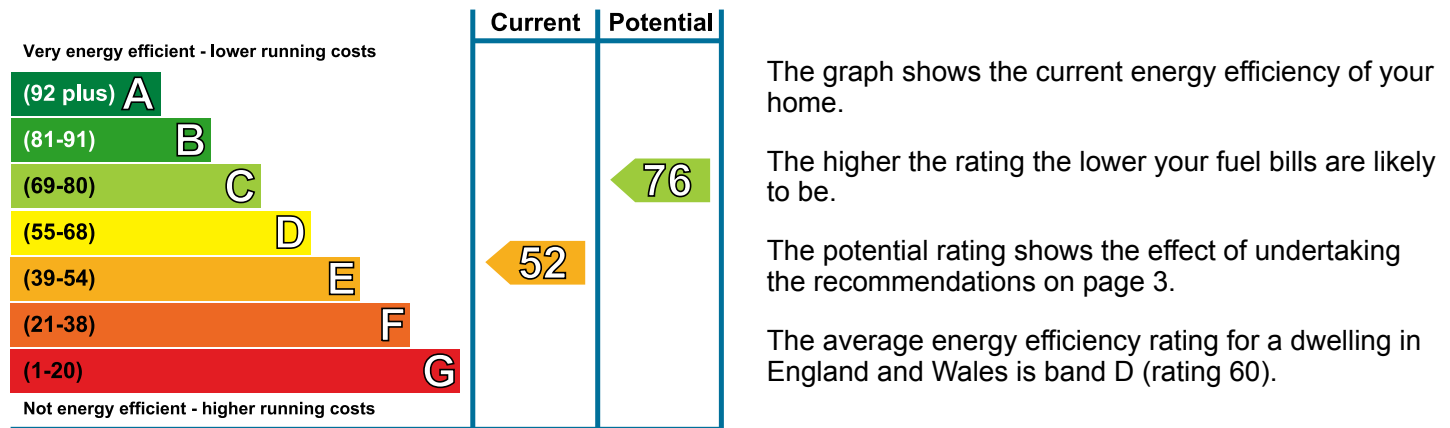 Current Potential
Very energy efficient - lower running costs
(92 plus) A
(81-91) B
(69-80) C
76
(55-68) D
52
(39-54) E
(21-38) F
(1-20) G
Not energy efficient - higher running costs
The graph shows the current energy efficiency of your
home.
The higher the rating the lower your fuel bills are likely
to be.
The potential rating shows the effect of undertaking
the recommendations on page 3.
The average energy efficiency rating for a dwelling in
England and Wales is band D (rating 60).